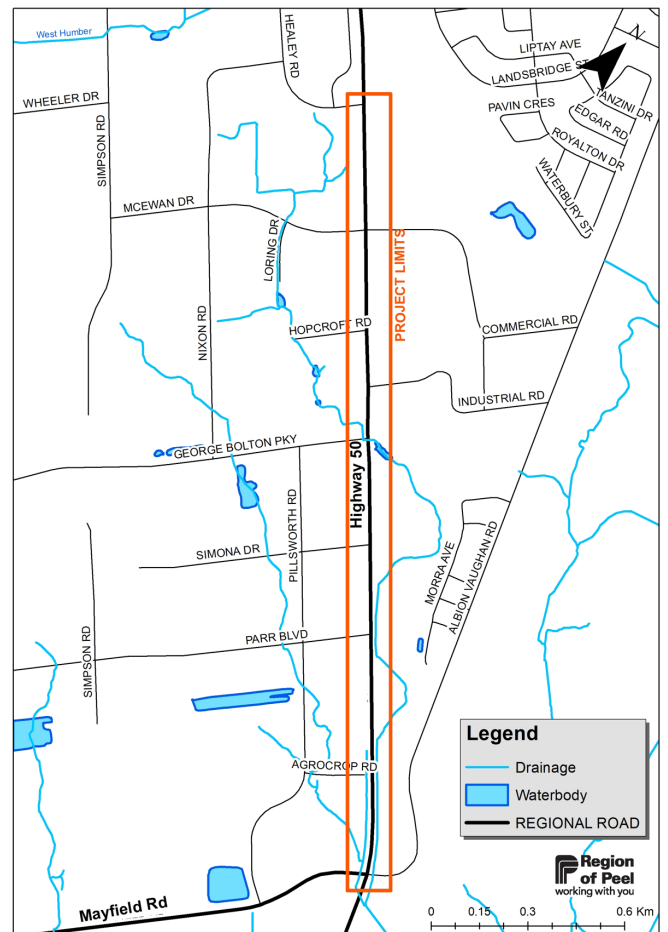 West Humber
HEALEY RD
LIPTAY AVE
N
LANDSBRIDGE ST
WHEELER DR
PAVIN CRES
TANZINI DR
EDGAR RD
ROYALTON DR
SIMPSON RD
WATERBURY ST
MCEWAN DR
LORING DR
PROJECT LIMITS
NIXON RD
HOPCROFT RD
COMMERCIAL RD
INDUSTRIAL RD
GEORGE BOLTON PKY
Highway 50
PILLSWORTH RD
SIMONA DR
MORRA AVE
ALBION VAUGHAN RD
PARR BLVD
SIMPSON RD
AGROCROP RD
Mayfield Rd
Legend
Drainage
Waterbody
REGIONAL ROAD
Region
of Peel
working with you
0 0.15 0.3 0.6 Km